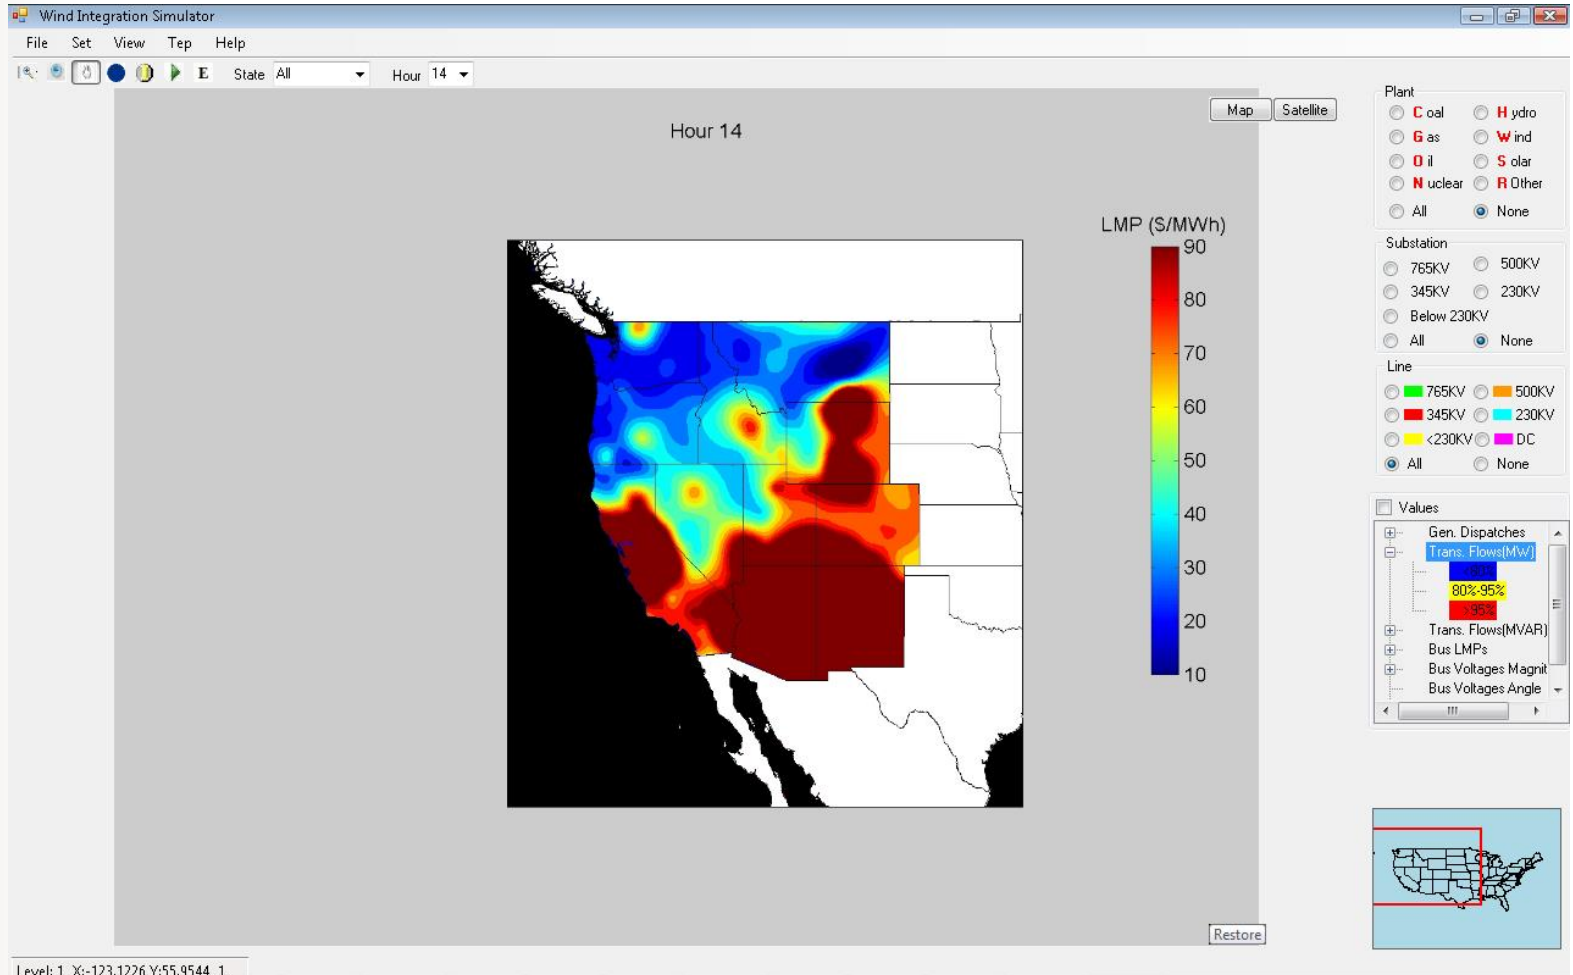 Wind Integration Simulator
File Set View Tep Help
E State All Hour 14
Map Satellite
Hour 14
LMP ($/MWh)
90
80
70
60
50
40
30
20
10
Restore
Plant
Coal Hydro
Gas Wind
Oil Solar
Nuclear R Other
All None
Substation
765KV 500KV
345KV 230KV
Below 230KV
All None
Line
765KV 500KV
345KV 230KV
<230KV DC
All None
Values
Gen. Dispatches
Trans. Flows(MW)
<80%
80%-95%
>95%
Trans. Flows(MVAR)
Bus LMPs
Bus Voltages Magnit
Bus Voltages Angle
Level: 1 X:-123.1226 Y:55.9544 1